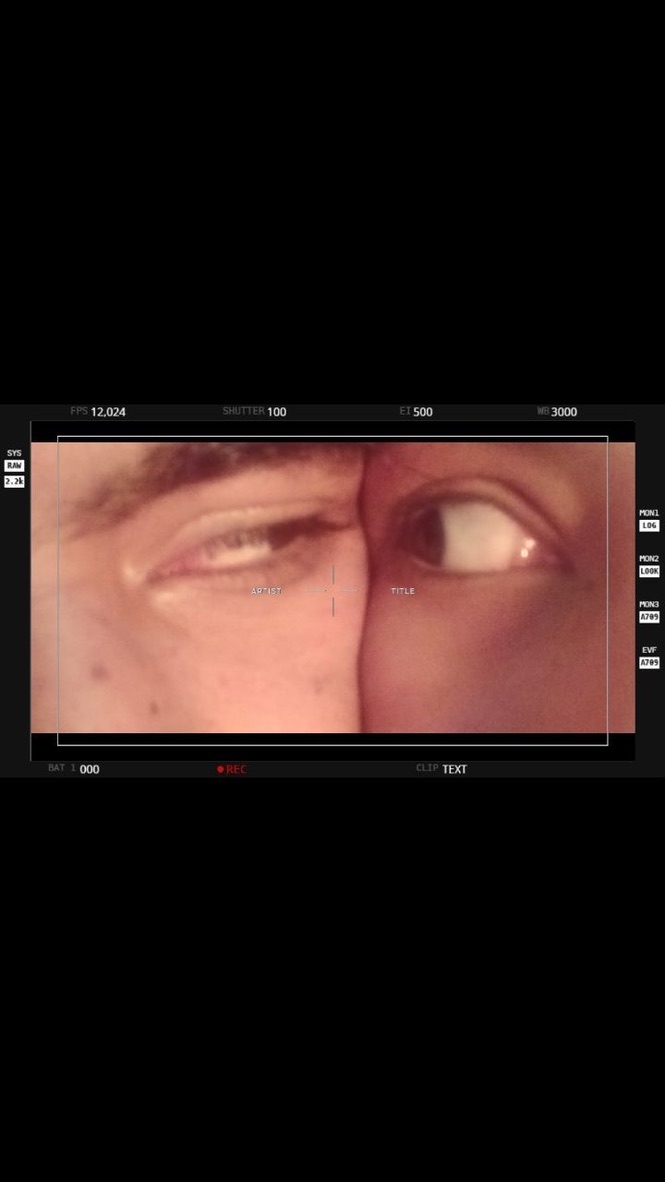 FPS 12,024 SHUTTER 100 EI 500 WB 3000
SYS
RAW
2.2k
ARTIST TITLE
MON1
LOG
MON2
LOOK
MON3
A709
EVF
A709
BAT 1 000 REC CLIP TEXT